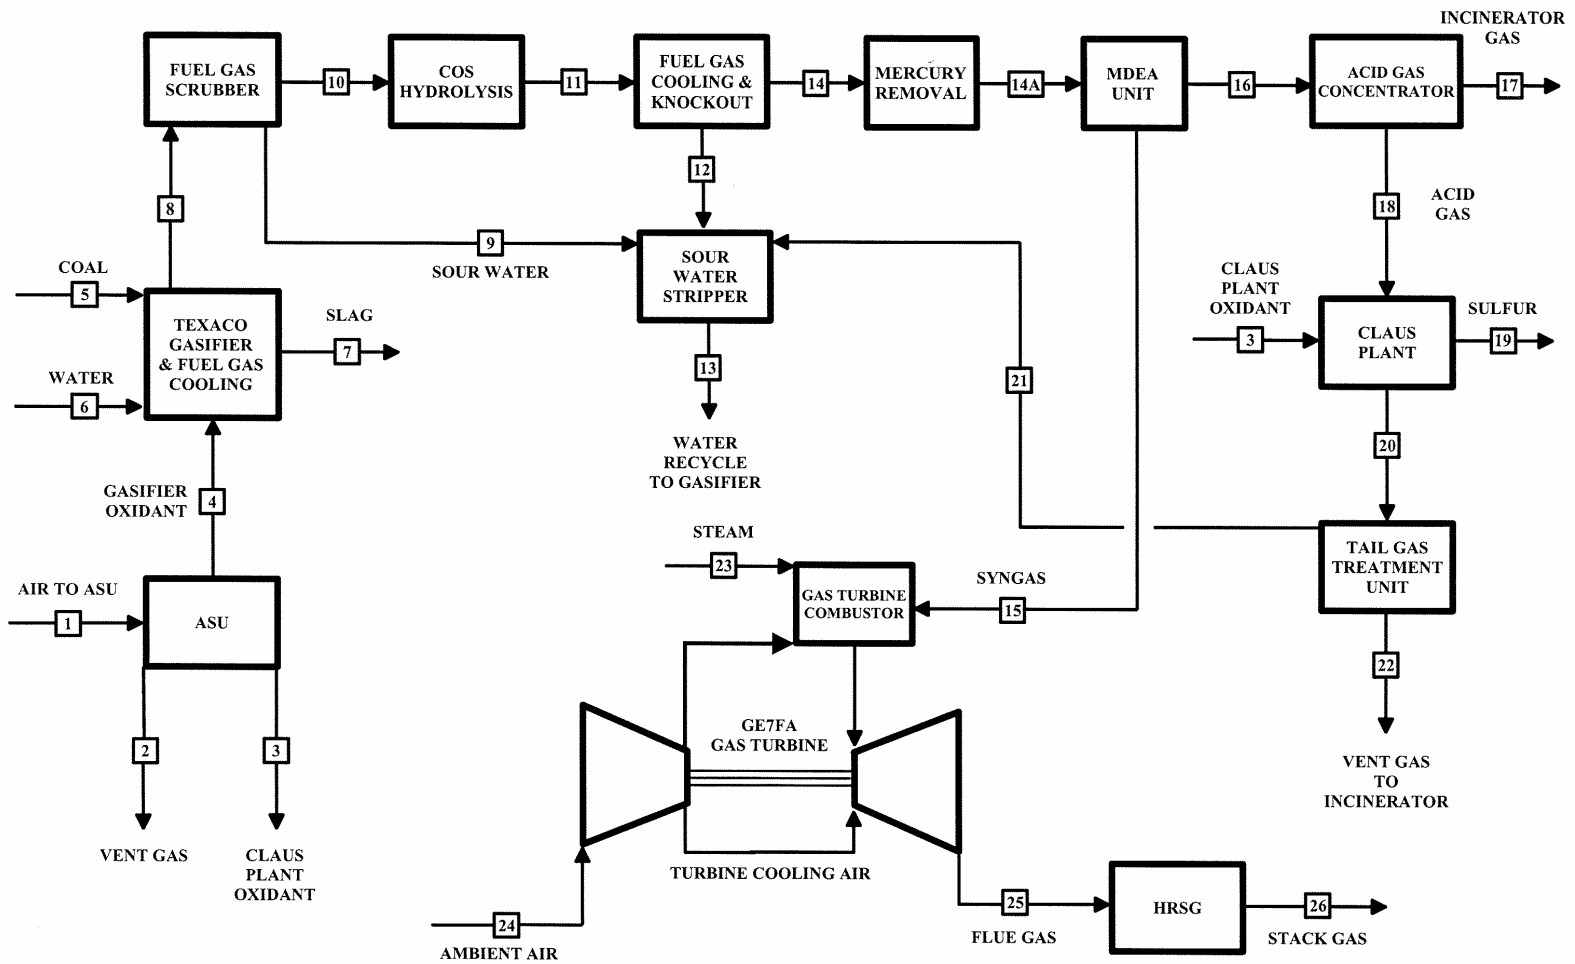 INCINERATOR
GAS
FUEL GAS
SCRUBBER
10
COS
HYDROLYSIS
11
FUEL GAS
COOLING &
KNOCKOUT
14
MERCURY
REMOVAL
14A
MDEA
UNIT
16
ACID GAS
CONCENTRATOR
17
12
8
18
ACID
GAS
9
SOUR WATER
SOUR
WATER
STRIPPER
COAL
5
CLAUS
PLANT
OXIDANT
3
CLAUS
PLANT
SULFUR
19
TEXACO
GASIFIER
& FUEL GAS
COOLING
SLAG
7
WATER
6
13
21
WATER
RECYCLE
TO GASIFIER
20
GASIFIER
OXIDANT
4
STEAM
23
TAIL GAS
TREATMENT
UNIT
AIR TO ASU
1
ASU
GAS TURBINE
COMBUSTOR
SYNGAS
15
22
2
3
GE7FA
GAS TURBINE
VENT GAS
TO
INCINERATOR
VENT GAS
CLAUS
PLANT
OXIDANT
TURBINE COOLING AIR
24
AMBIENT AIR
25
FLUE GAS
HRSG
26
STACK GAS